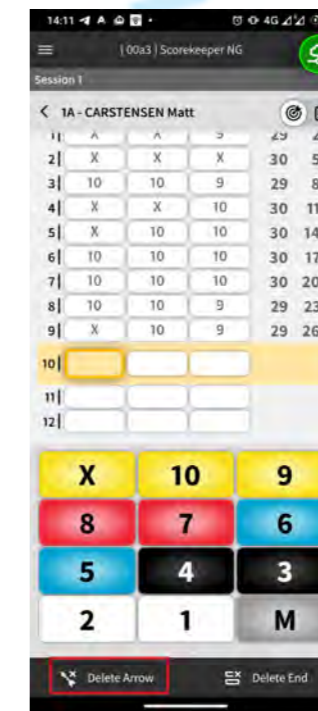 14:11 A 4G
| 00a3 | Scorekeeper NG
Session 1
1A - CARSTENSEN Matt
1 X X 9 29
2 X X X 30 5
3 10 10 9 29 8
4 X X 10 30 11
5 X 10 10 30 14
6 10 10 10 30 17
7 10 10 10 30 20
8 10 10 9 29 23
9 X 10 9 29 26
10
11
12
X 10 9
8 7 6
5 4 3
2 1 M
Delete Arrow Delete End